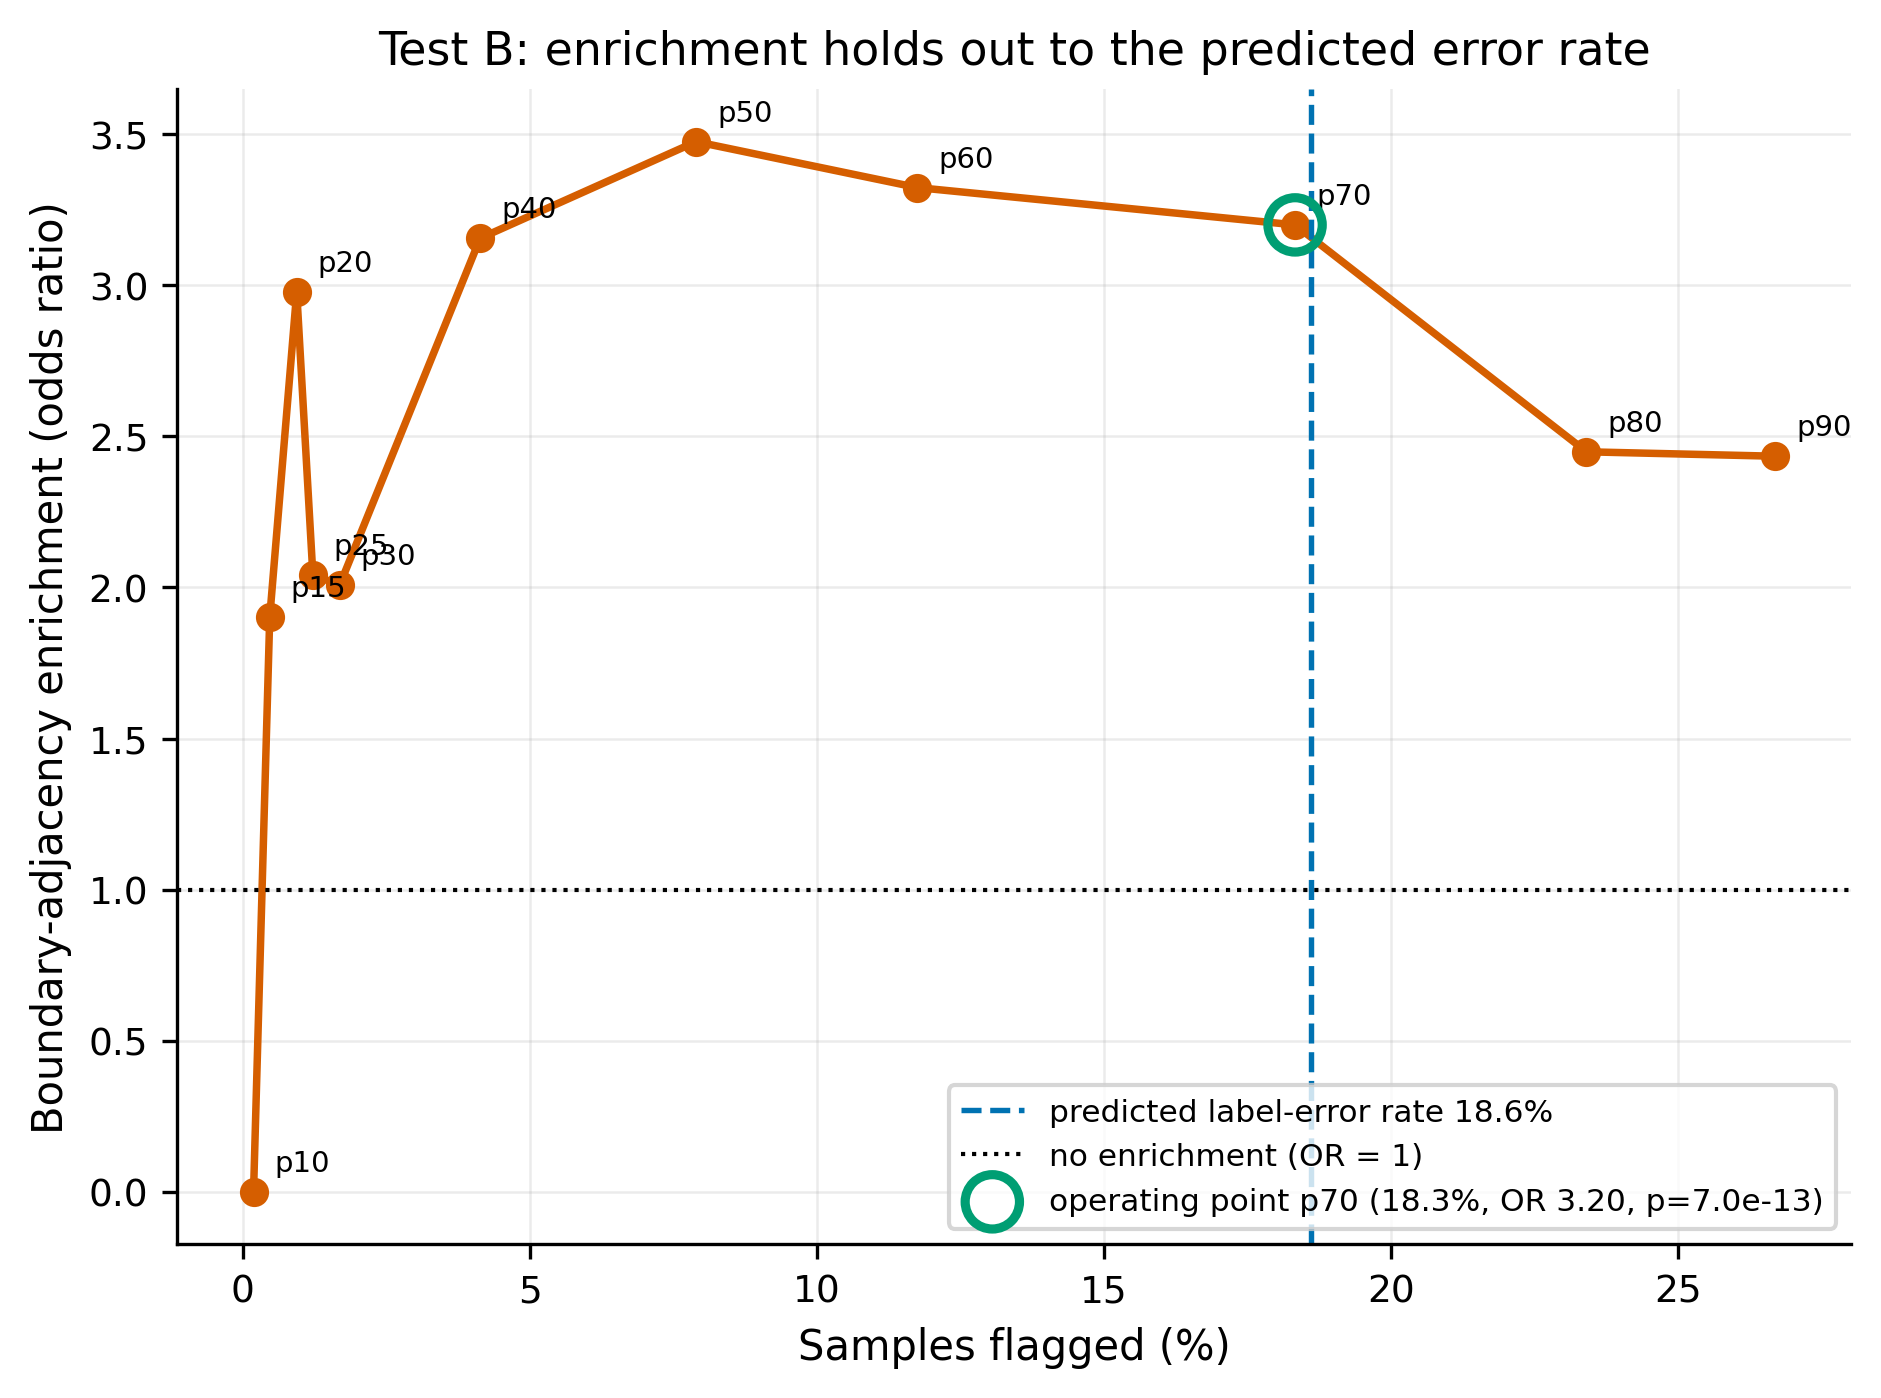 Test B: enrichment holds out to the predicted error rate
Boundary-adjacency enrichment (odds ratio)
3.5
3.0
2.5
2.0
1.5
1.0
0.5
0.0
p50
p60
p70
p40
p20
p80
p90
p25
p30
p15
p10
predicted label-error rate 18.6%
no enrichment (OR = 1)
operating point p70 (18.3%, OR 3.20, p=7.0e-13)
0
5
10
15
20
25
Samples flagged (%)